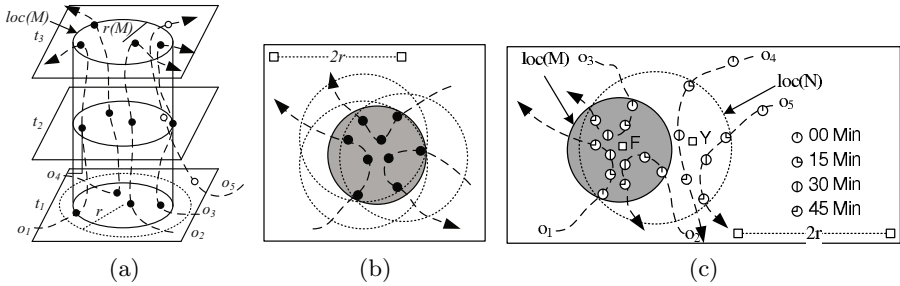 loc(M)
r(M)
t3
t2
o4
o5
t1
r
o3
o1
o2
(a)
2r
(b)
loc(M)
o3
o4
loc(N)
o5
F
Y
00 Min
15 Min
30 Min
45 Min
o1
o2
2r
(c)